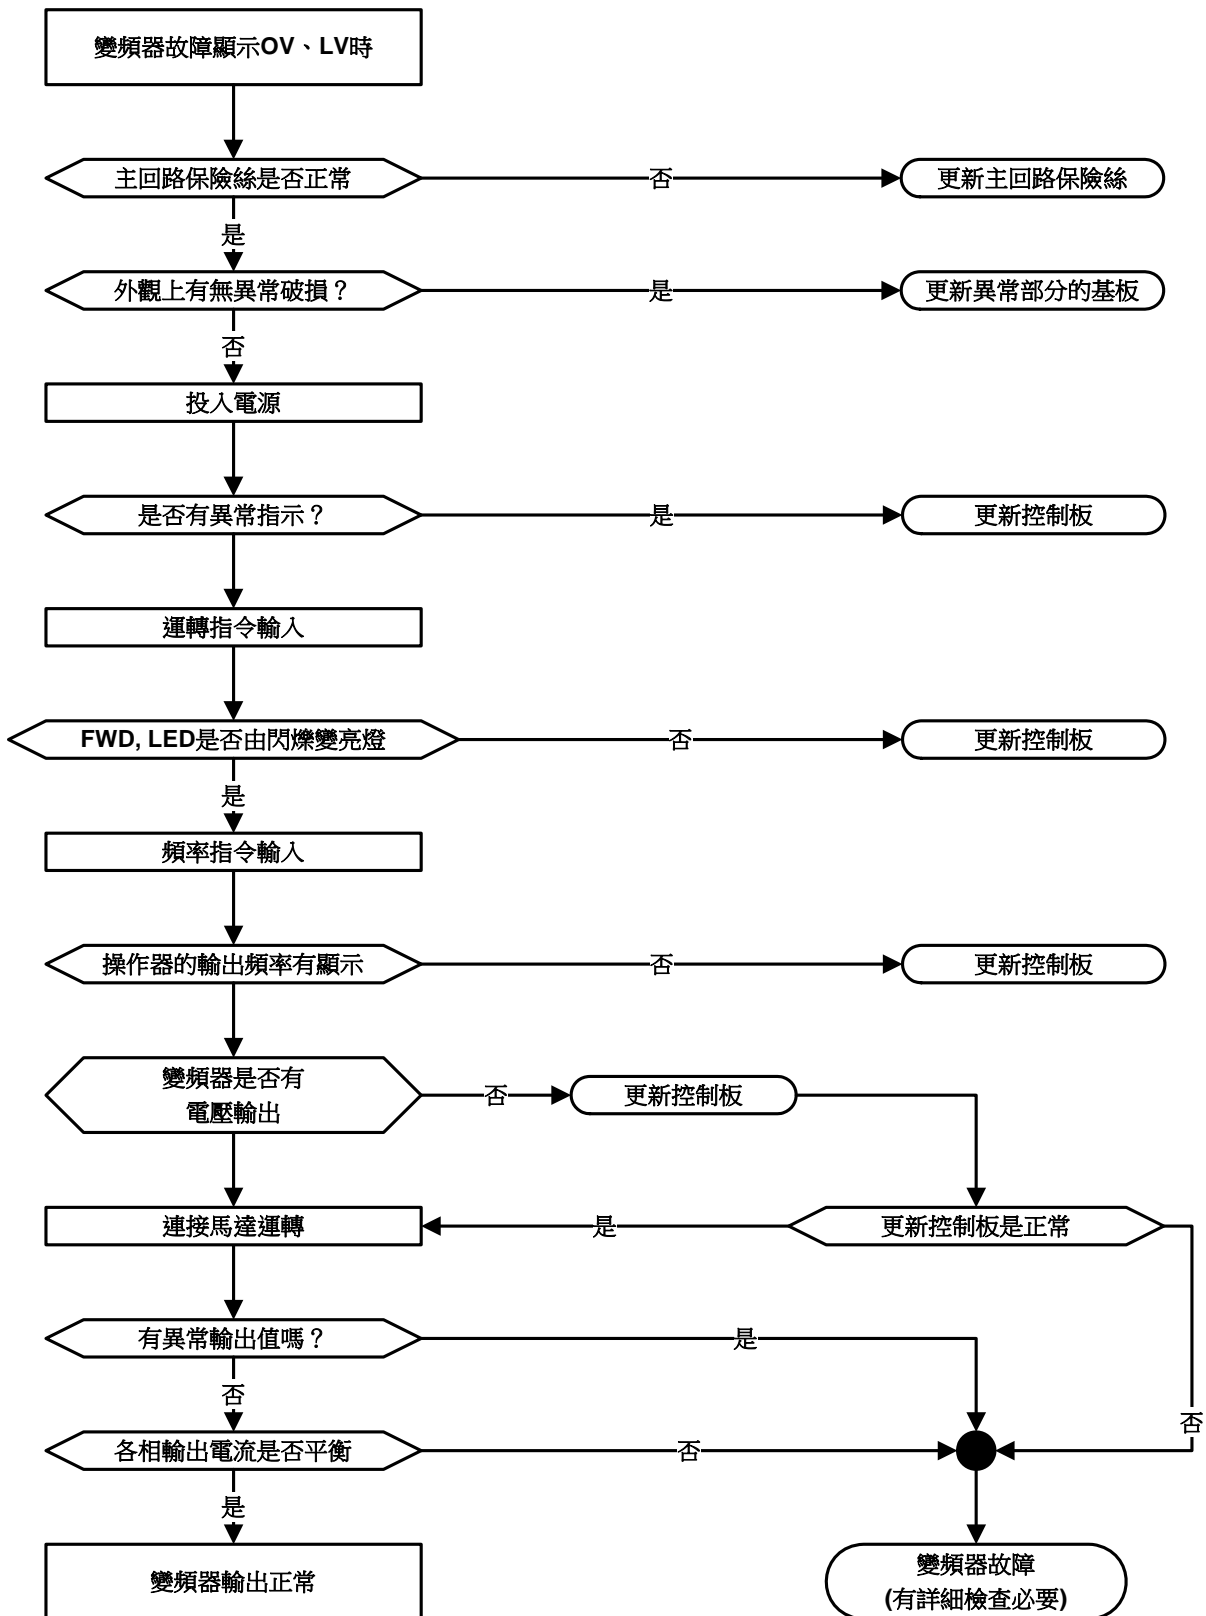 變頻器故障顯示OV、LV時
主回路保險絲是否正常
否
更新主回路保險絲
是
外觀上有無異常破損？
是
更新異常部分的基板
否
投入電源
是否有異常指示？
是
更新控制板
運轉指令輸入
FWD, LED是否由閃爍變亮燈
否
更新控制板
是
頻率指令輸入
操作器的輸出頻率有顯示
否
更新控制板
變頻器是否有
電壓輸出
否
更新控制板
連接馬達運轉
是
更新控制板是正常
有異常輸出值嗎？
是
否
否
各相輸出電流是否平衡
否
是
變頻器輸出正常
變頻器故障
(有詳細檢查必要)